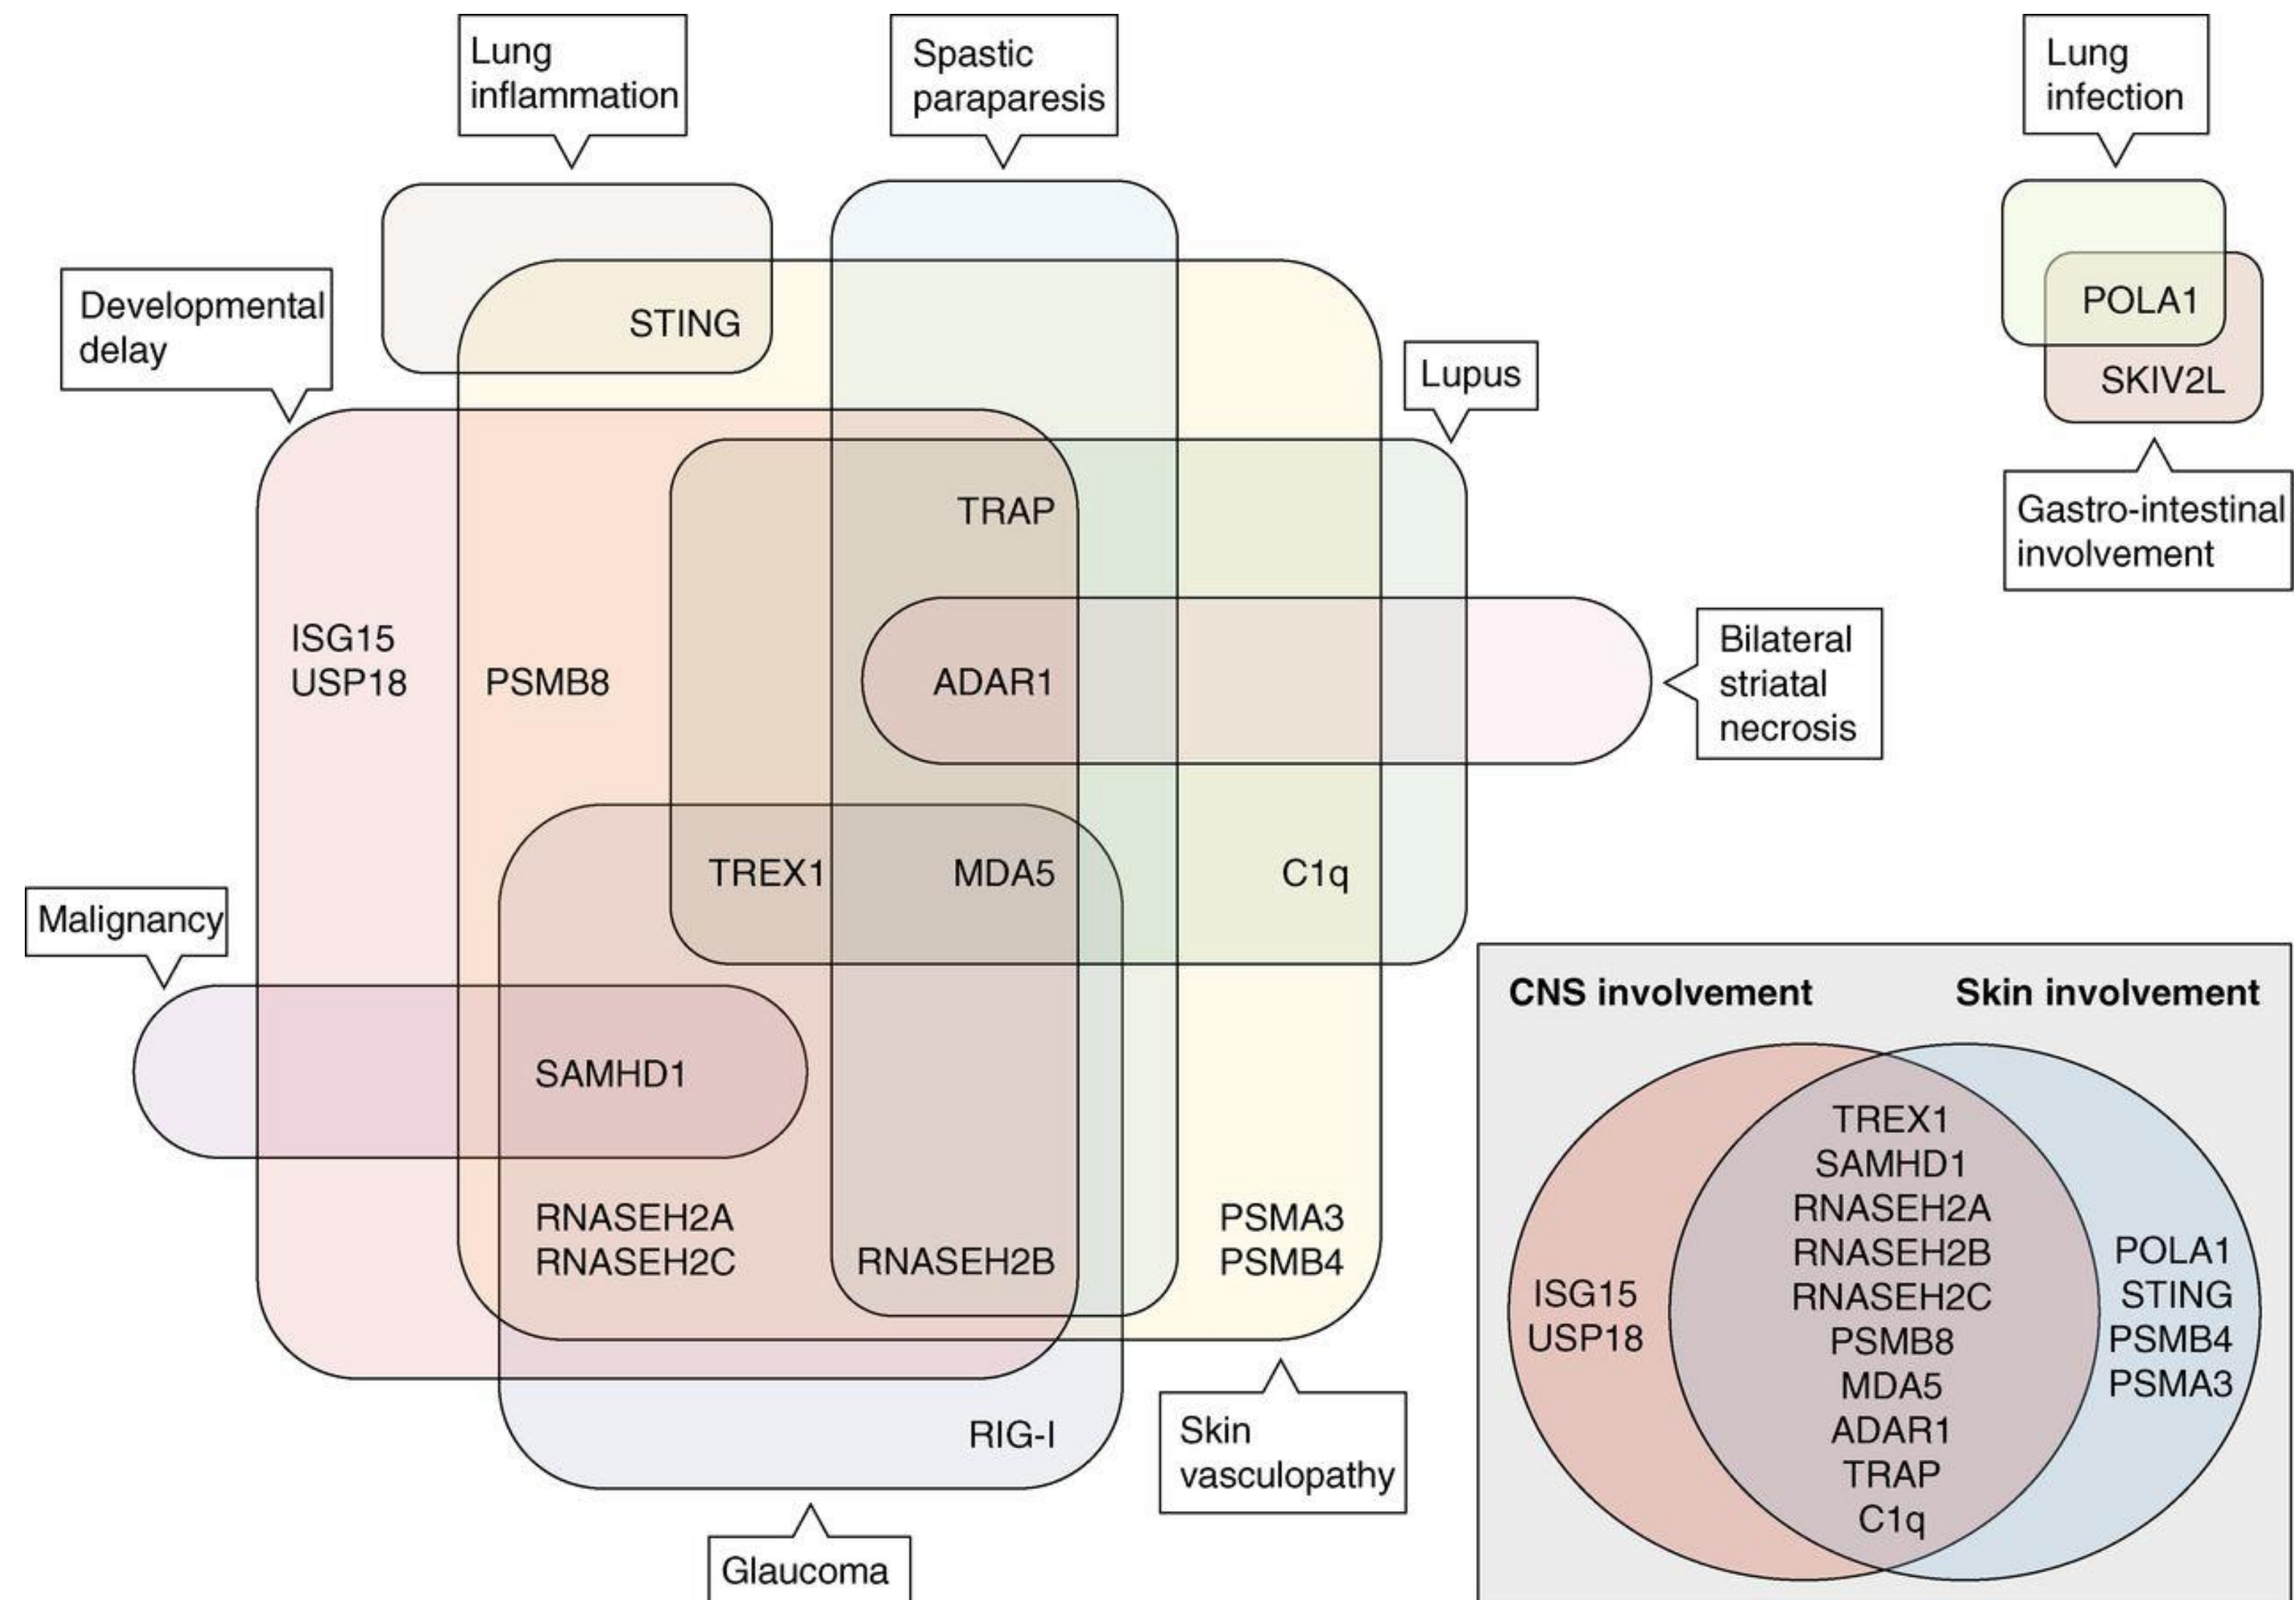 Lung
inflammation
Spastic
paraparesis
Lung
infection
Developmental
delay
STING
POLA1
SKIV2L
Lupus
Gastro-intestinal
involvement
TRAP
ISG15
USP18
PSMB8
ADAR1
Bilateral
striatal
necrosis
TREX1
MDA5
C1q
Malignancy
SAMHD1
RNASEH2A
RNASEH2C
RNASEH2B
PSMA3
PSMB4
RIG-I
Skin
vasculopathy
Glaucoma
CNS involvement
Skin involvement
ISG15
USP18
TREX1
SAMHD1
RNASEH2A
RNASEH2B
RNASEH2C
PSMB8
MDA5
ADAR1
TRAP
C1q
POLA1
STING
PSMB4
PSMA3